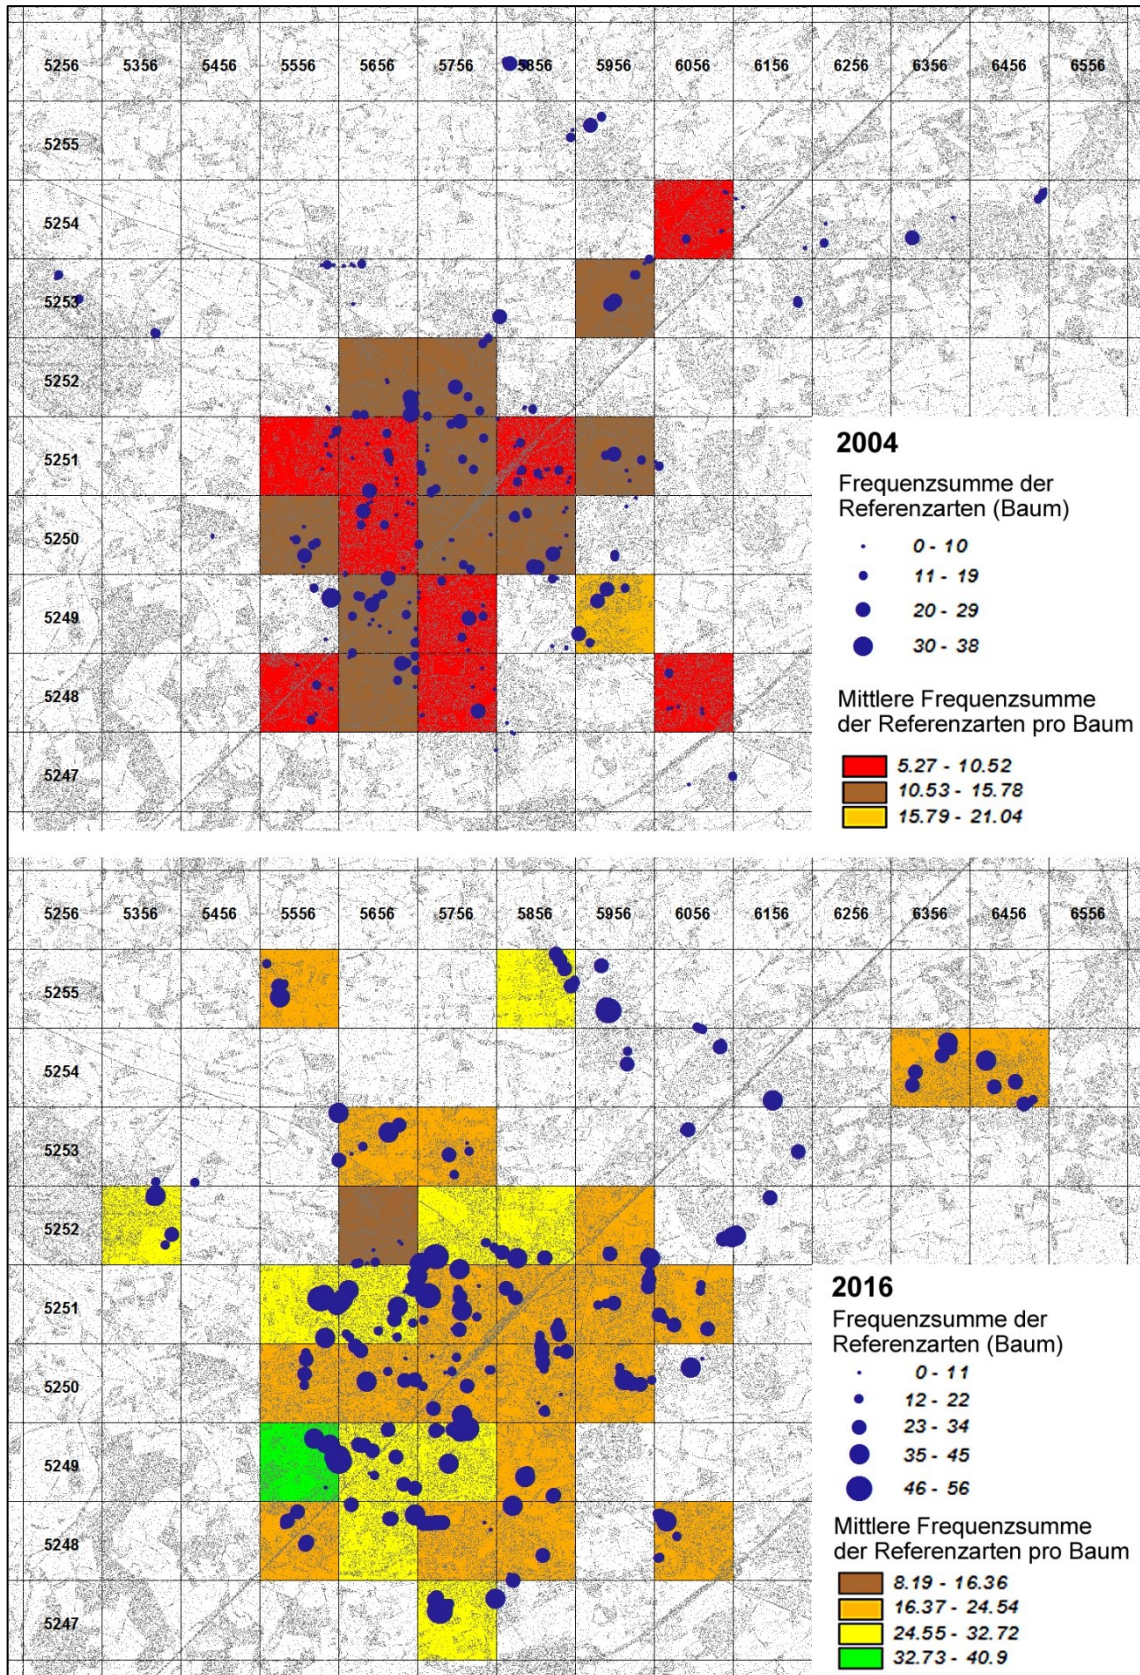 5256 5356 5456 5556 5656 5756 5856 5956 6056 6156 6256 6356 6456 6556
5255
5254
5253
5252
5251
5250
5249
5248
5247
2004
Frequenzsumme der
Referenzarten (Baum)
0 - 10
11 - 19
20 - 29
30 - 38
Mittlere Frequenzsumme
der Referenzarten pro Baum
5.27 - 10.52
10.53 - 15.78
15.79 - 21.04
5256 5356 5456 5556 5656 5756 5856 5956 6056 6156 6256 6356 6456 6556
5255
5254
5253
5252
5251
5250
5249
5248
5247
2016
Frequenzsumme der
Referenzarten (Baum)
0 - 11
12 - 22
23 - 34
35 - 45
46 - 56
Mittlere Frequenzsumme
der Referenzarten pro Baum
8.19 - 16.36
16.37 - 24.54
24.55 - 32.72
32.73 - 40.9